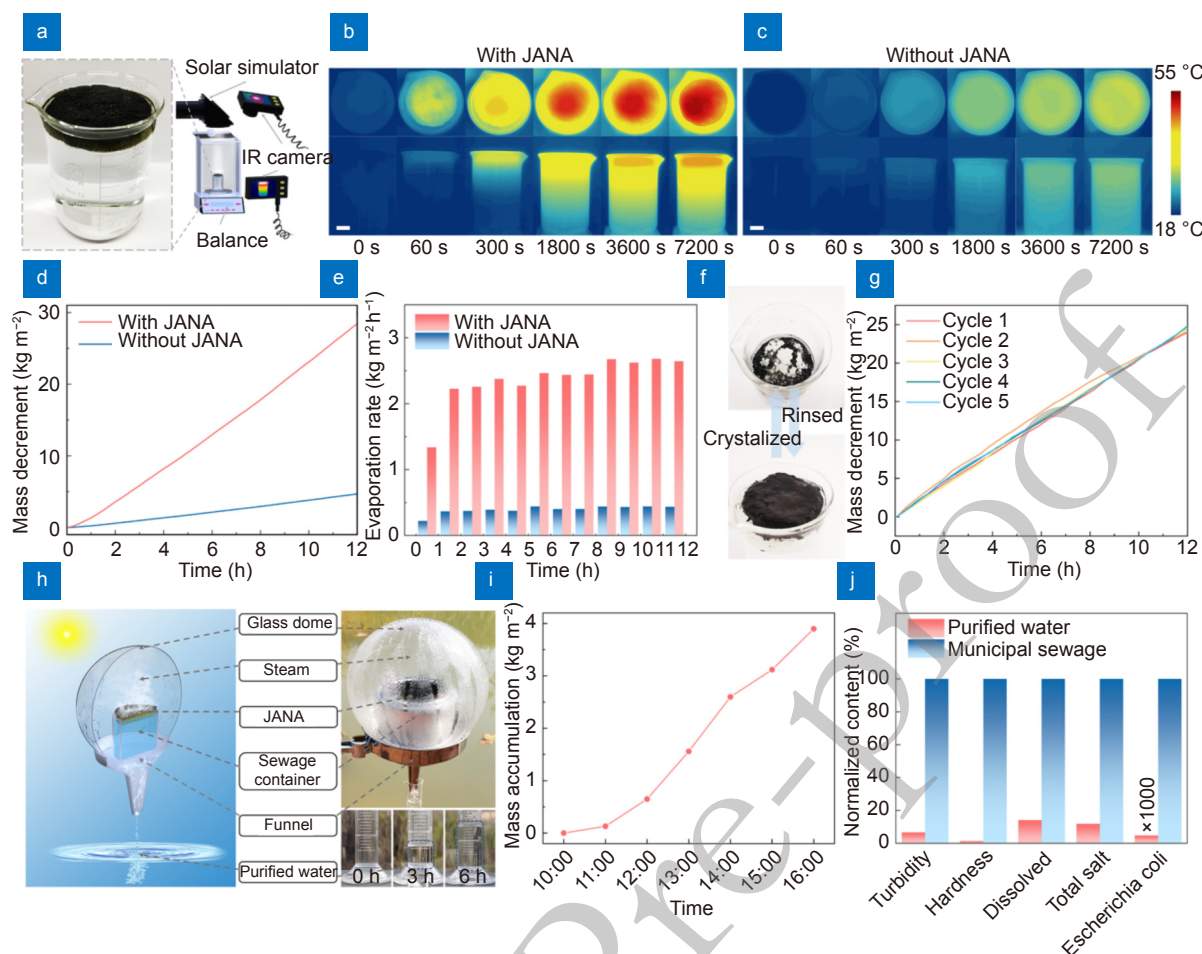 a
Solar simulator
IR camera
Balance
b
With JANA
0 s 60 s 300 s 1800 s 3600 s 7200 s
c
Without JANA
0 s 60 s 300 s 1800 s 3600 s 7200 s
55 °C
18 °C
d
Mass decrement (kg m⁻²)
30
20
10
0
With JANA
Without JANA
0 2 4 6 8 10 12
Time (h)
e
Evaporation rate (kg m⁻² h⁻¹)
3
2
1
0
With JANA
Without JANA
0 1 2 3 4 5 6 7 8 9 10 11 12
Time (h)
f
Rinsed
Crystalized
g
Mass decrement (kg m⁻²)
25
20
15
10
5
0
Cycle 1
Cycle 2
Cycle 3
Cycle 4
Cycle 5
0 2 4 6 8 10 12
Time (h)
h
Glass dome
Steam
JANA
Sewage
container
Funnel
Purified water
0 h 3 h 6 h
i
Mass accumulation (kg m⁻²)
4
3
2
1
0
10:00 11:00 12:00 13:00 14:00 15:00 16:00
Time
j
Normalized content (%)
100
80
60
40
20
0
Purified water
Municipal sewage
×1000
Turbidity
Hardness
Dissolved
Total salt
Escherichia coli
Pre-proof